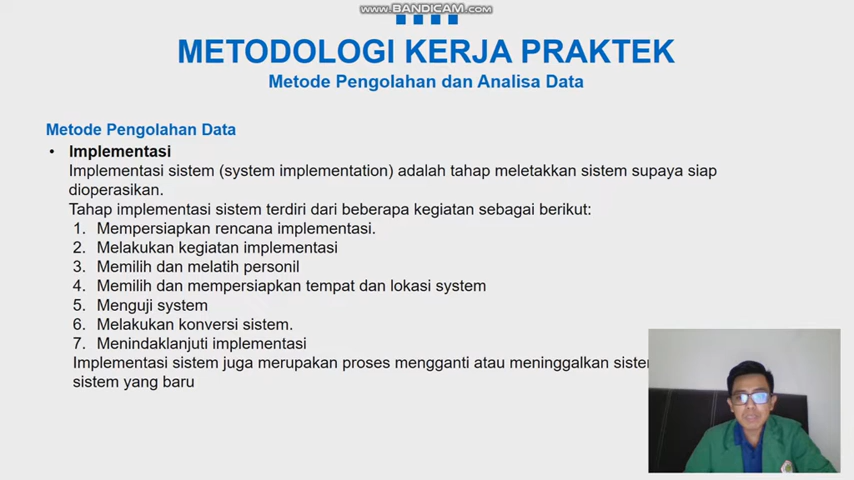 www.BANDICAM.com
METODOLOGI KERJA PRAKTEK
Metode Pengolahan dan Analisa Data
Metode Pengolahan Data
• Implementasi
Implementasi sistem (system implementation) adalah tahap meletakkan sistem supaya siap
dioperasikan.
Tahap implementasi sistem terdiri dari beberapa kegiatan sebagai berikut:
1. Mempersiapkan rencana implementasi.
2. Melakukan kegiatan implementasi
3. Memilih dan melatih personil
4. Memilih dan mempersiapkan tempat dan lokasi system
5. Menguji system
6. Melakukan konversi sistem.
7. Menindaklanjuti implementasi
Implementasi sistem juga merupakan proses mengganti atau meninggalkan
sistem yang baru